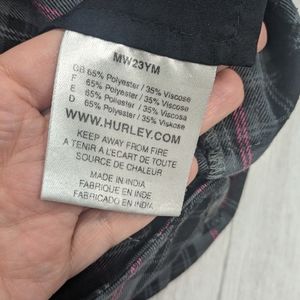 MW23YM
GB 65% Polyester / 35% Viscose
F 65% Polyester / 35% Viscose
E 65% Poliester / 35% Viscosa
D 65% Polyester / 35% Viskose
WWW.HURLEY.COM
KEEP AWAY FROM FIRE
A TENIR A L'ECART DE TOUTE
SOURCE DE CHALEUR
MADE IN INDIA
FABRIQUE EN INDE
FABRICADO EN INDIA